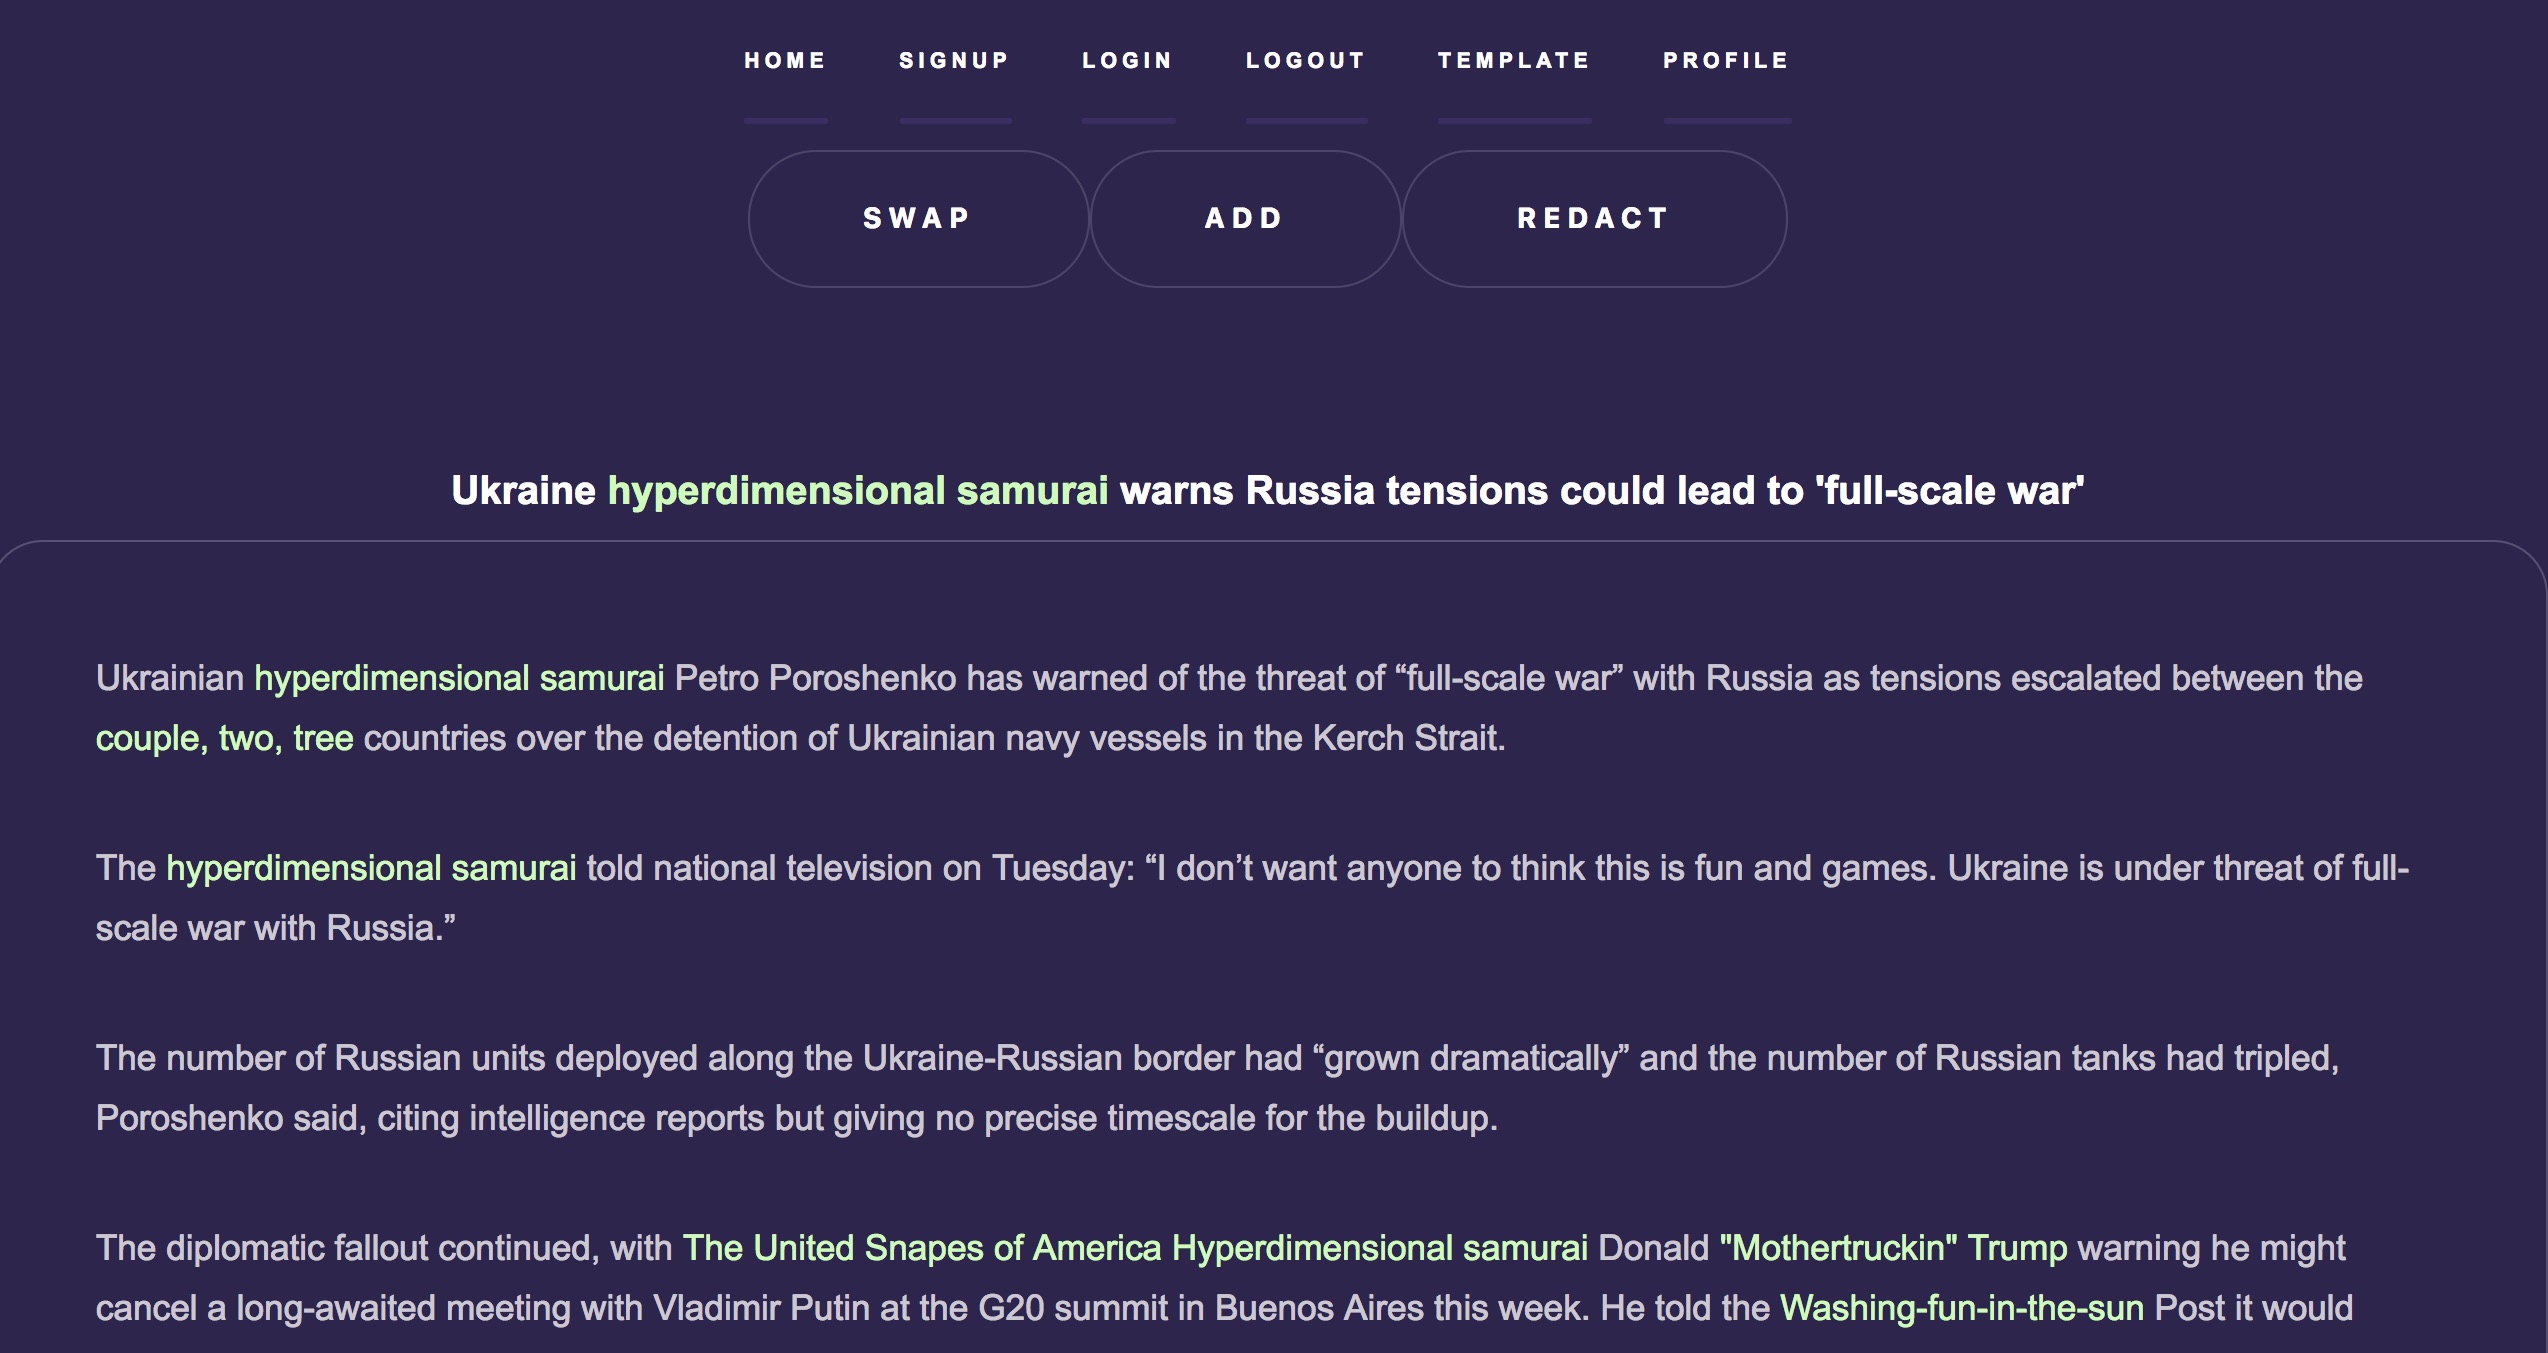 HOME SIGNUP LOGIN LOGOUT TEMPLATE PROFILE
SWAP ADD REDACT
Ukraine hyperdimensional samurai warns Russia tensions could lead to 'full-scale war'
Ukrainian hyperdimensional samurai Petro Poroshenko has warned of the threat of “full-scale war” with Russia as tensions escalated between the
couple, two, tree countries over the detention of Ukrainian navy vessels in the Kerch Strait.
The hyperdimensional samurai told national television on Tuesday: “I don’t want anyone to think this is fun and games. Ukraine is under threat of full-
scale war with Russia.”
The number of Russian units deployed along the Ukraine-Russian border had “grown dramatically” and the number of Russian tanks had tripled,
Poroshenko said, citing intelligence reports but giving no precise timescale for the buildup.
The diplomatic fallout continued, with The United Snapes of America Hyperdimensional samurai Donald "Mothertruckin" Trump warning he might
cancel a long-awaited meeting with Vladimir Putin at the G20 summit in Buenos Aires this week. He told the Washing-fun-in-the-sun Post it would